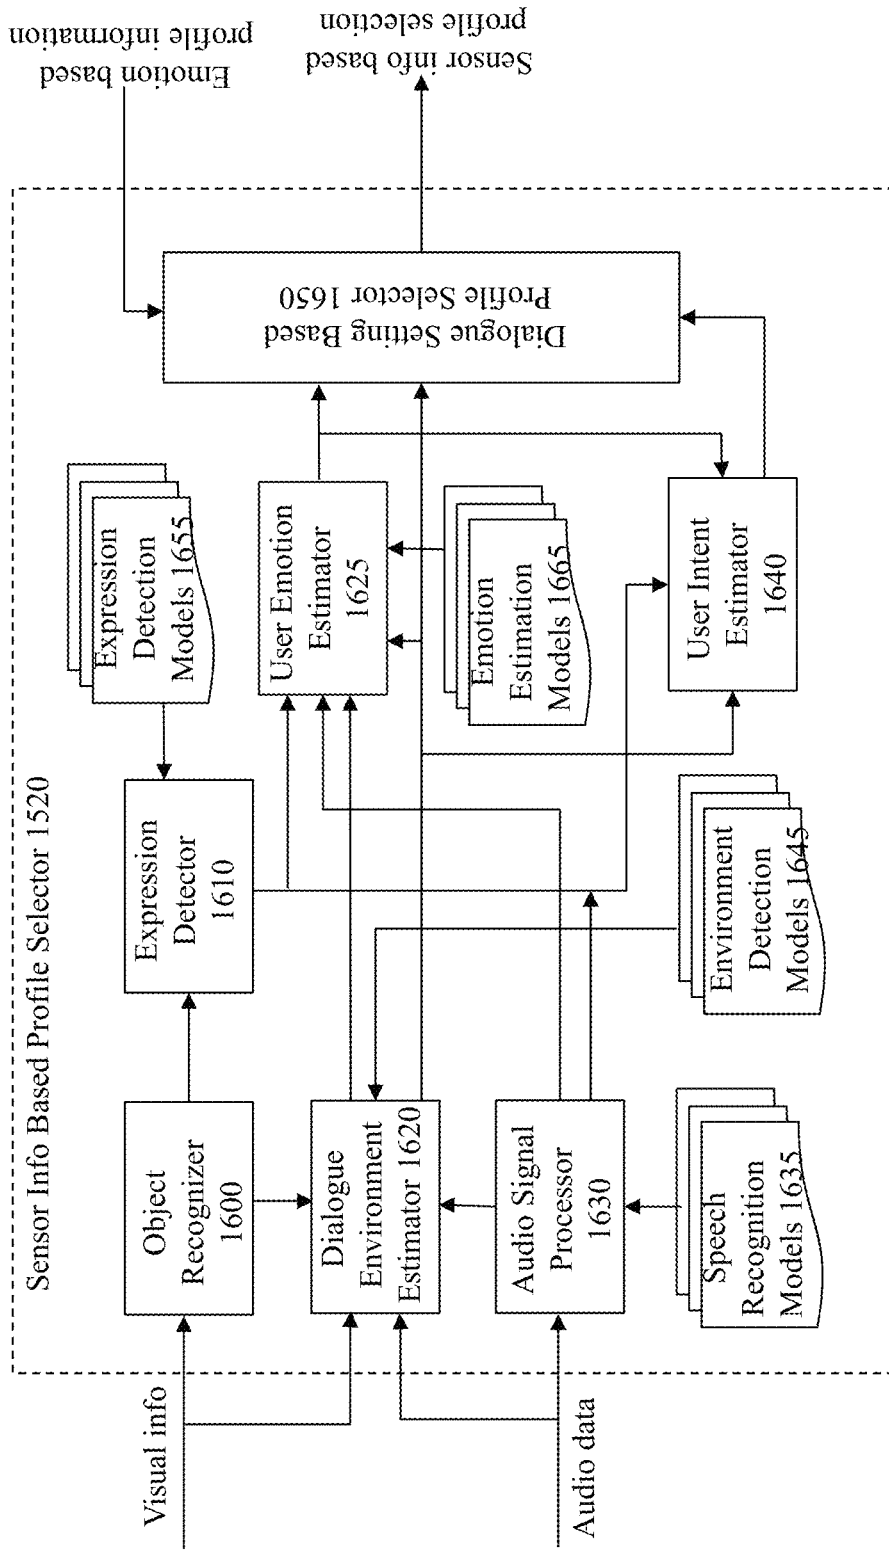 Sensor Info Based Profile Selector 1520
Visual info
Audio data
Object
Recognizer
1600
Dialogue
Environment
Estimator 1620
Audio Signal
Processor
1630
Speech
Recognition
Models 1635
Expression
Detector
1610
Environment
Detection
Models 1645
Expression
Detection
Models 1655
User Emotion
Estimator
1625
Emotion
Estimation
Models 1665
User Intent
Estimator
1640
Dialogue Setting Based
Profile Selector 1650
Emotion based
profile information
Sensor info based
profile selection